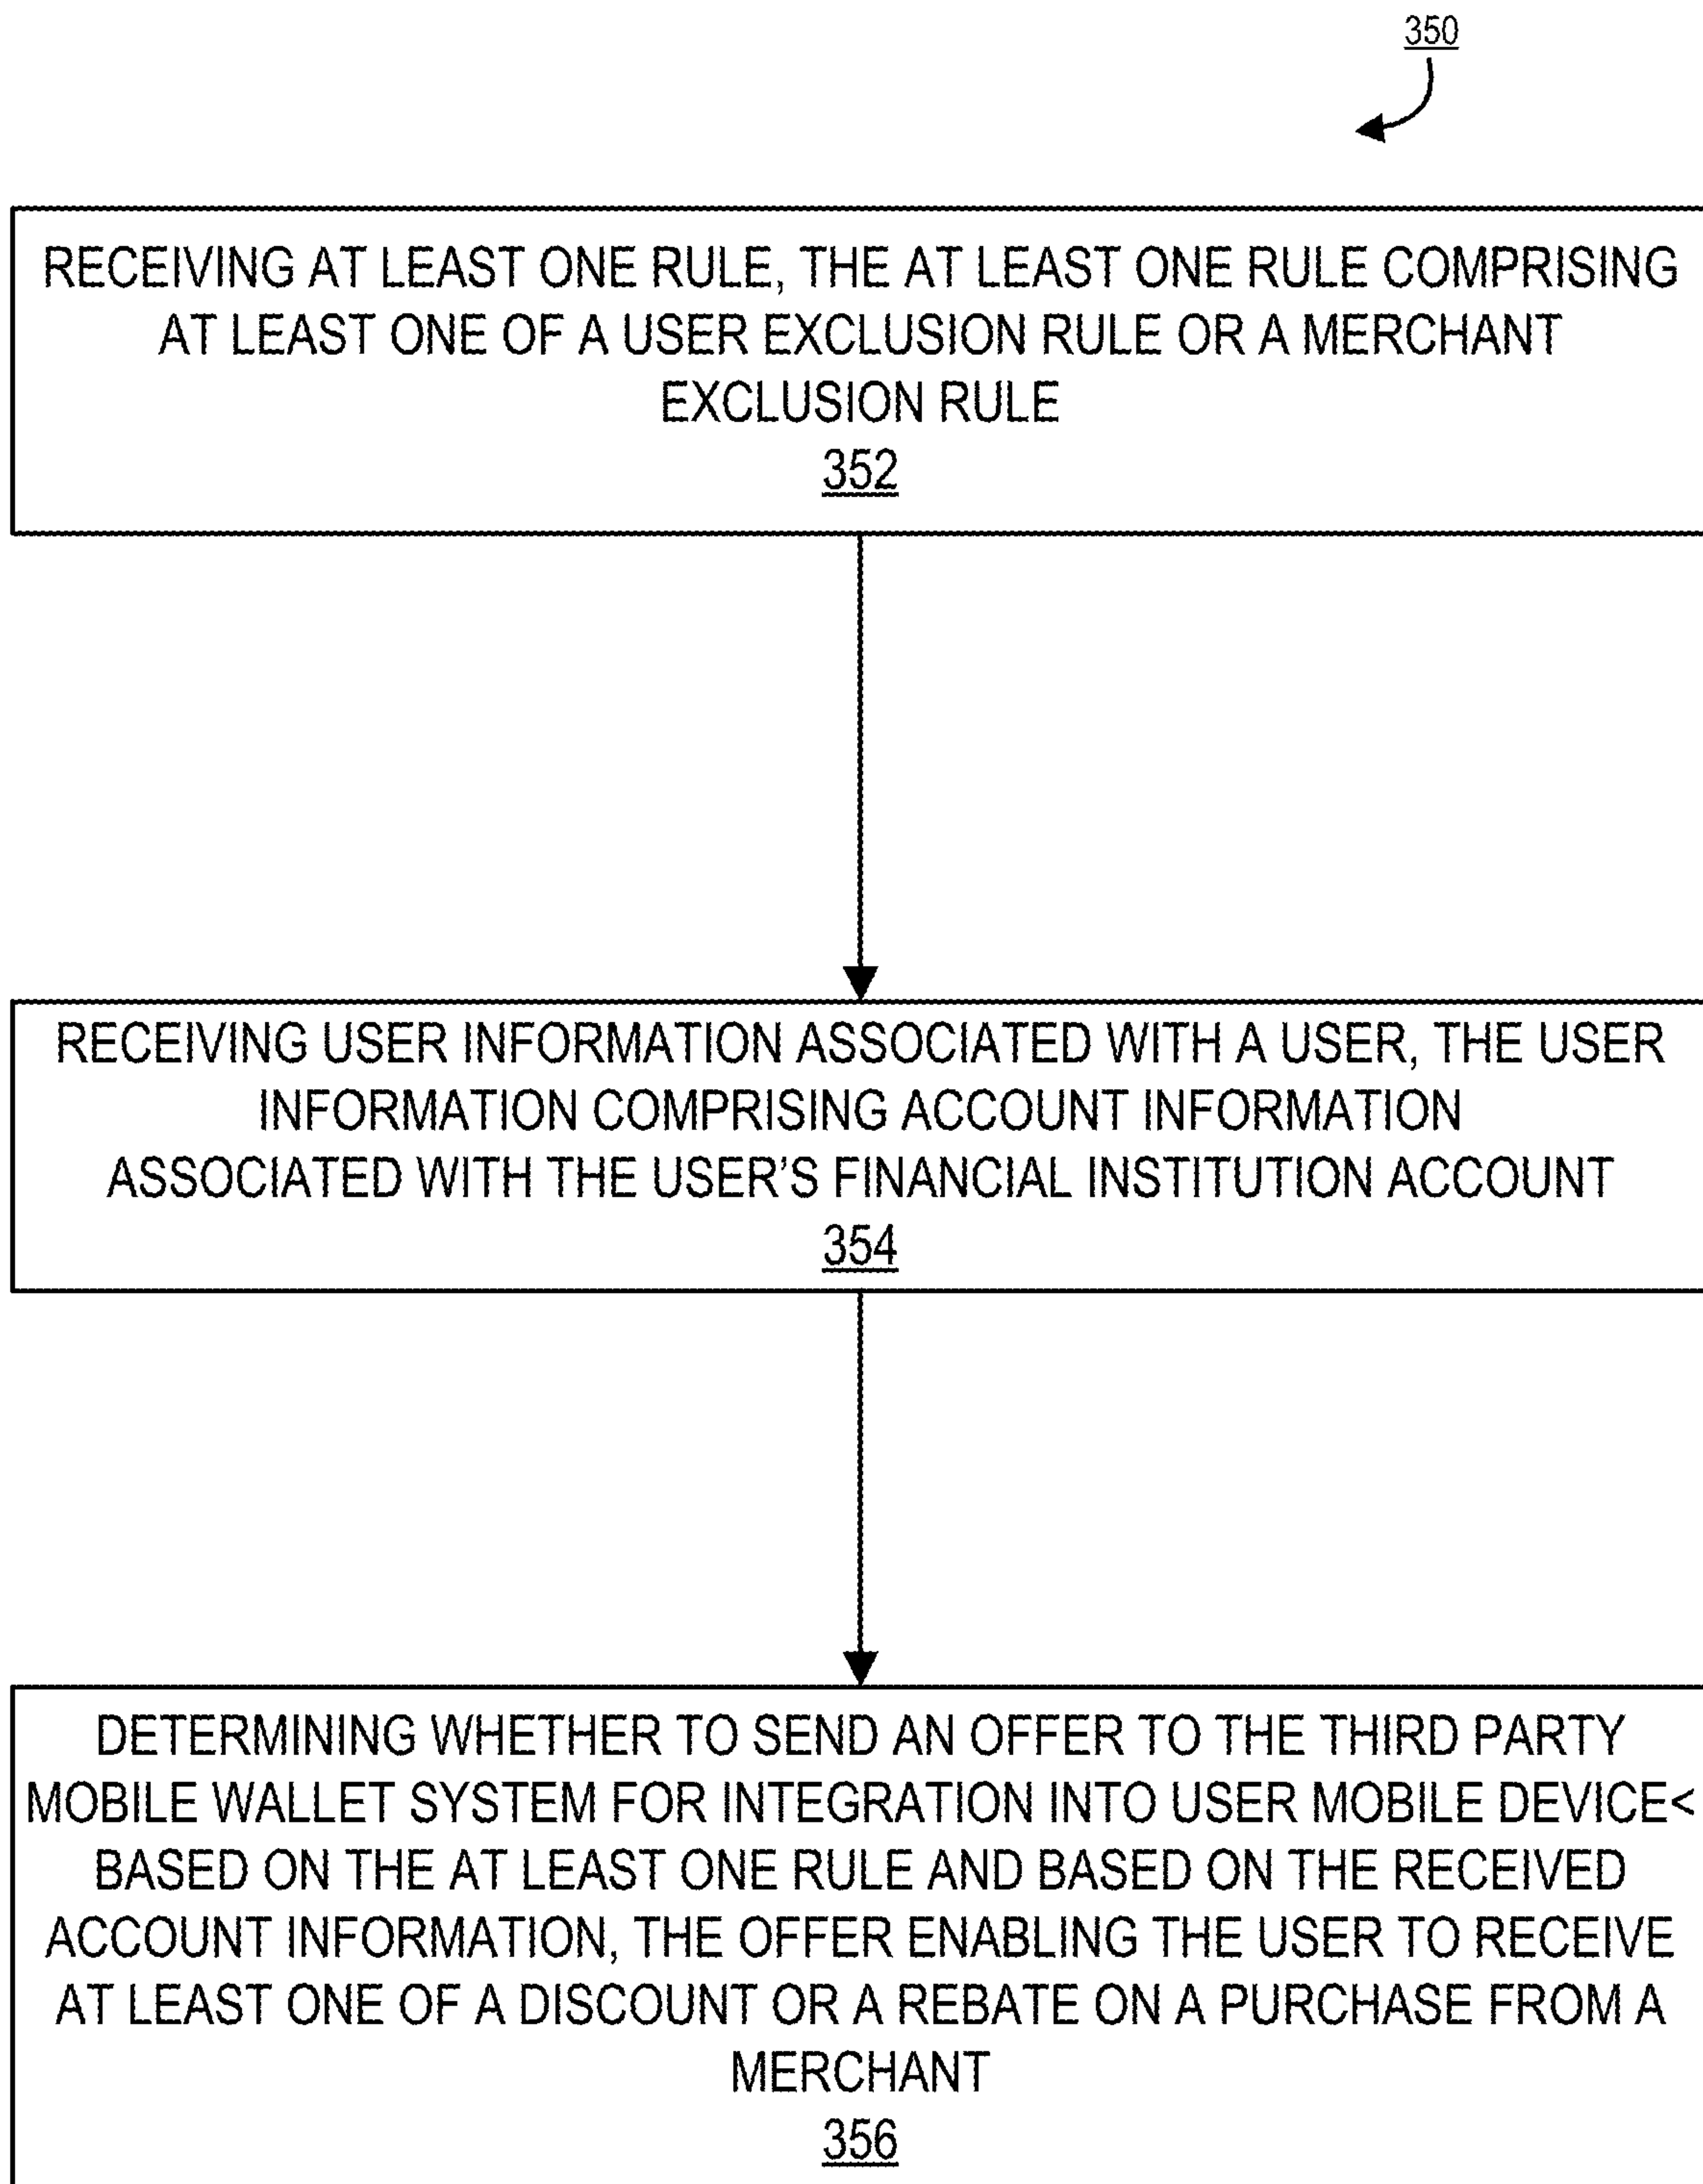 350
RECEIVING AT LEAST ONE RULE, THE AT LEAST ONE RULE COMPRISING
AT LEAST ONE OF A USER EXCLUSION RULE OR A MERCHANT
EXCLUSION RULE
352
RECEIVING USER INFORMATION ASSOCIATED WITH A USER, THE USER
INFORMATION COMPRISING ACCOUNT INFORMATION
ASSOCIATED WITH THE USER’S FINANCIAL INSTITUTION ACCOUNT
354
DETERMINING WHETHER TO SEND AN OFFER TO THE THIRD PARTY
MOBILE WALLET SYSTEM FOR INTEGRATION INTO USER MOBILE DEVICE<
BASED ON THE AT LEAST ONE RULE AND BASED ON THE RECEIVED
ACCOUNT INFORMATION, THE OFFER ENABLING THE USER TO RECEIVE
AT LEAST ONE OF A DISCOUNT OR A REBATE ON A PURCHASE FROM A
MERCHANT
356